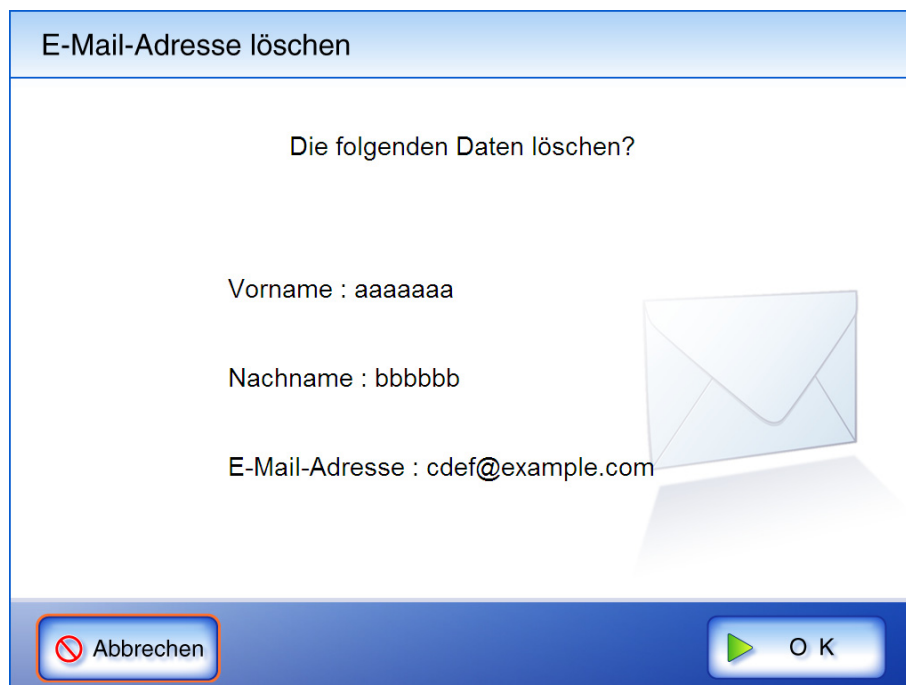 E-Mail-Adresse löschen
Die folgenden Daten löschen?
Vorname : aaaaaaa
Nachname : bbbbbb
E-Mail-Adresse : cdef@example.com
Abbrechen
O K